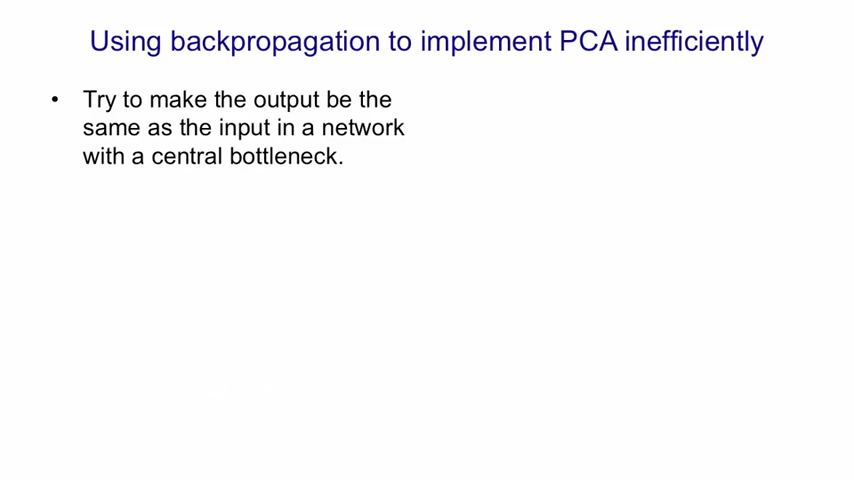 Using backpropagation to implement PCA inefficiently
• Try to make the output be the
same as the input in a network
with a central bottleneck.